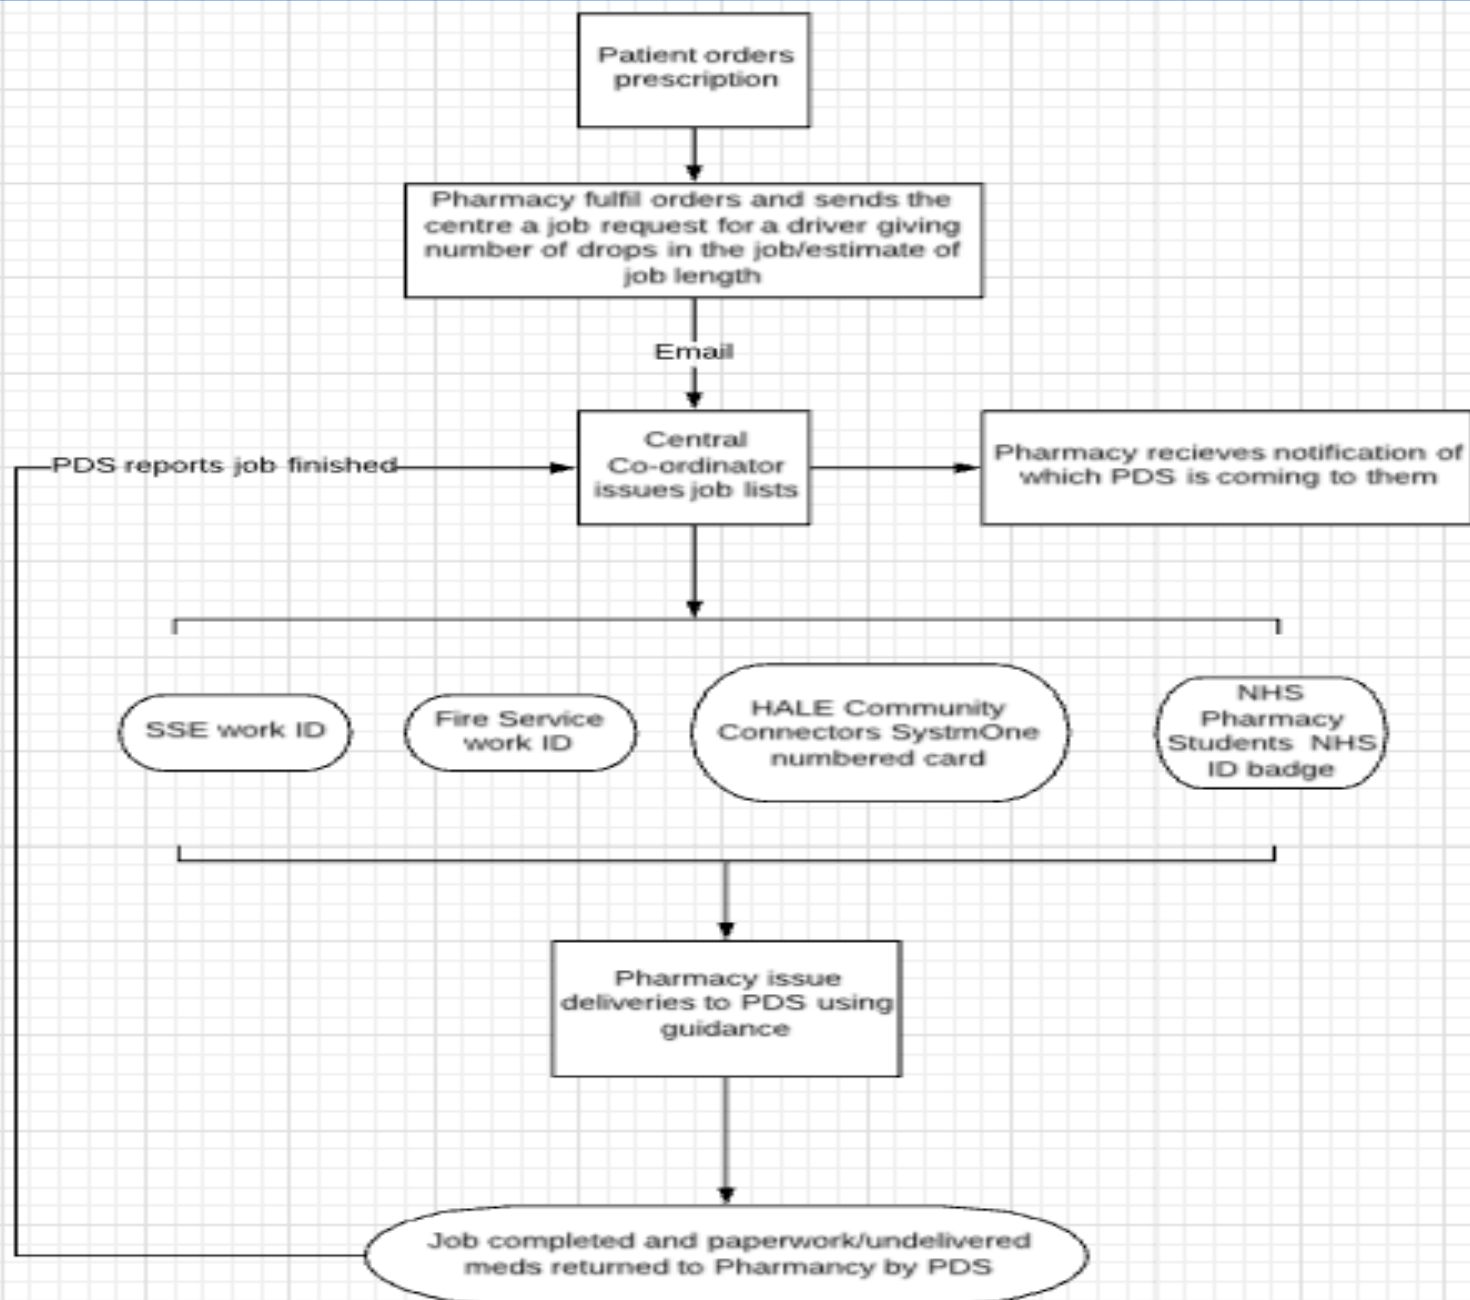 Patient orders
prescription
Pharmacy fulfil orders and sends the
centre a job request for a driver giving
number of drops in the job/estimate of
job length
Email
PDS reports job finished
Central
Co-ordinator
issues job lists
Pharmacy recieves notification of
which PDS is coming to them
SSE work ID
Fire Service
work ID
HALE Community
Connectors SystmOne
numbered card
NHS
Pharmacy
Students NHS
ID badge
Pharmacy issue
deliveries to PDS using
guidance
Job completed and paperwork/undelivered
meds returned to Pharmancy by PDS